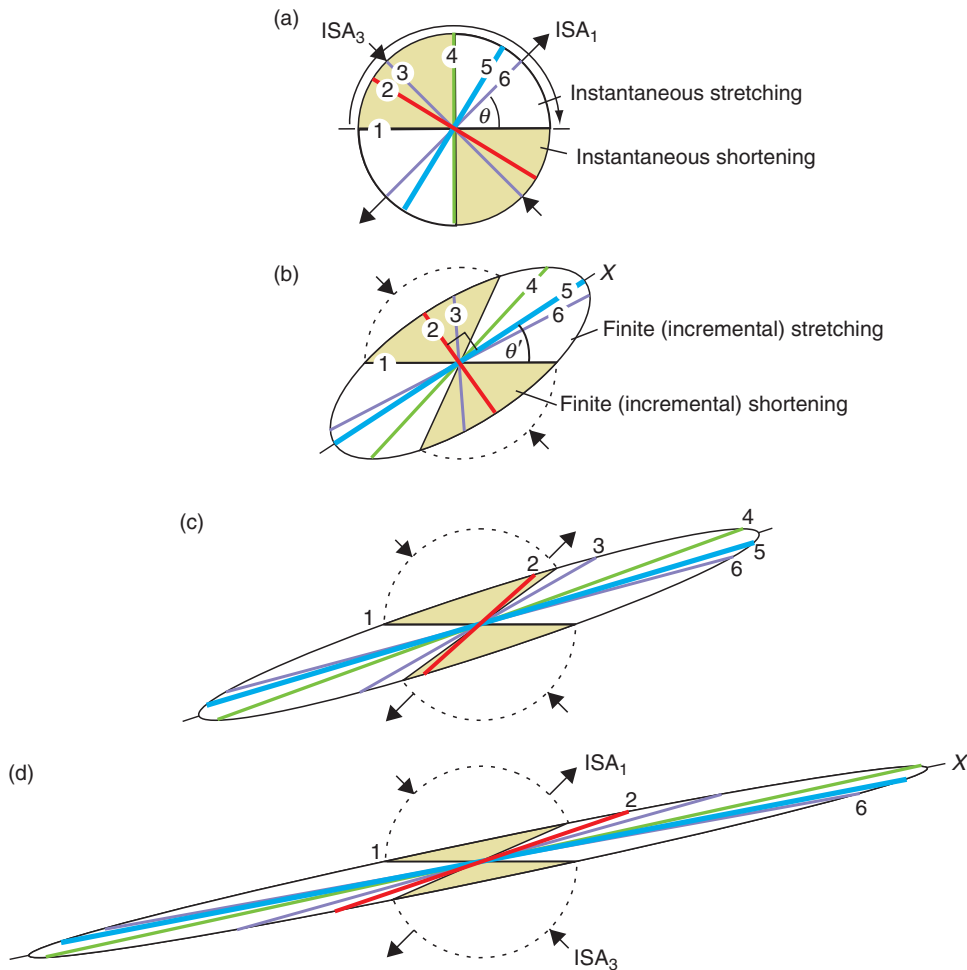 (a)
ISA3
ISA1
4
3
5
2
6
θ
1
Instantaneous stretching
Instantaneous shortening
(b)
X
4
5
3
6
2
θ′
1
Finite (incremental) stretching
Finite (incremental) shortening
(c)
4
3
2
5
6
1
(d)
ISA1
X
2
6
1
ISA3